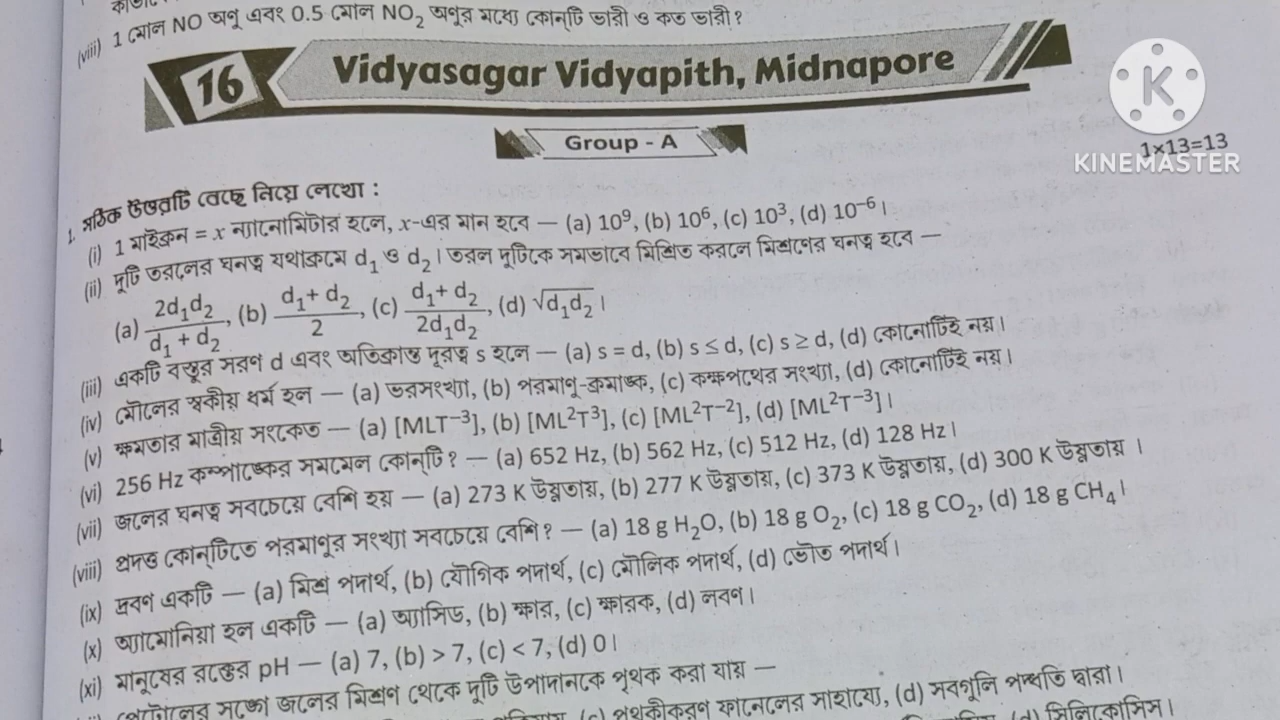 (viii) 1 মোল NO অণু এবং 0.5 মোল NO₂ অণুর মধ্যে কোন্‌টি ভারী ও কত ভারী?
16 Vidyasagar Vidyapith, Midnapore
K
KINEMASTER
Group - A
1×13=13
1. সঠিক উত্তরটি বেছে নিয়ে লেখো :
(i) 1 মাইক্রন = x ন্যানোমিটার হলে, x-এর মান হবে — (a) 10⁹, (b) 10⁶, (c) 10³, (d) 10⁻⁶।
(ii) দুটি তরলের ঘনত্ব যথাক্রমে d₁ ও d₂। তরল দুটিকে সমভাবে মিশ্রিত করলে মিশ্রণের ঘনত্ব হবে —
(a) 2d₁d₂/d₁ + d₂, (b) d₁+ d₂/2, (c) d₁+ d₂/2d₁d₂, (d) √d₁d₂।
(iii) একটি বস্তুর সরণ d এবং অতিক্রান্ত দূরত্ব s হলে — (a) s = d, (b) s ≤ d, (c) s ≥ d, (d) কোনোটিই নয়।
(iv) মৌলের স্বকীয় ধর্ম হল — (a) ভরসংখ্যা, (b) পরমাণু-ক্রমাঙ্ক, (c) কক্ষপথের সংখ্যা, (d) কোনোটিই নয়।
(v) ক্ষমতার মাত্রীয় সংকেত — (a) [MLT⁻³], (b) [ML²T³], (c) [ML²T⁻²], (d) [ML²T⁻³]।
(vi) 256 Hz কম্পাঙ্কের সমমেল কোন্‌টি? — (a) 652 Hz, (b) 562 Hz, (c) 512 Hz, (d) 128 Hz।
(vii) জলের ঘনত্ব সবচেয়ে বেশি হয় — (a) 273 K উষ্ণতায়, (b) 277 K উষ্ণতায়, (c) 373 K উষ্ণতায়, (d) 300 K উষ্ণতায় ।
(viii) প্রদত্ত কোন্‌টিতে পরমাণুর সংখ্যা সবচেয়ে বেশি? — (a) 18 g H₂O, (b) 18 g O₂, (c) 18 g CO₂, (d) 18 g CH₄।
(ix) দ্রবণ একটি — (a) মিশ্র পদার্থ, (b) যৌগিক পদার্থ, (c) মৌলিক পদার্থ, (d) ভৌত পদার্থ।
(x) অ্যামোনিয়া হল একটি — (a) অ্যাসিড, (b) ক্ষার, (c) ক্ষারক, (d) লবণ।
(xi) মানুষের রক্তের pH — (a) 7, (b) > 7, (c) < 7, (d) 0।
পেট্রোলের সঙ্গে জলের মিশ্রণ থেকে দুটি উপাদানকে পৃথক করা যায় —
(c) পৃথকীকরণ ফানেলের সাহায্যে, (d) সবগুলি পদ্ধতি দ্বারা।
(d) সিলিকোসিস।